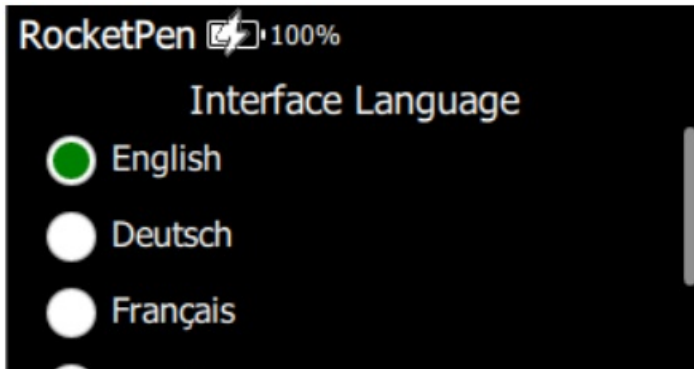 RocketPen 100%
Interface Language
English
Deutsch
Français